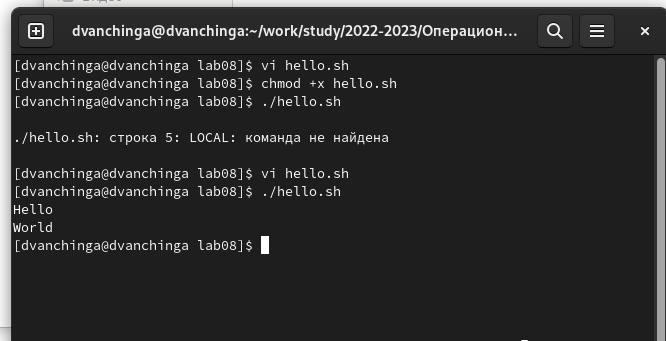 dvanchinga@dvanchinga:~/work/study/2022-2023/Операцион...
[dvanchinga@dvanchinga lab08]$ vi hello.sh
[dvanchinga@dvanchinga lab08]$ chmod +x hello.sh
[dvanchinga@dvanchinga lab08]$ ./hello.sh
./hello.sh: строка 5: LOCAL: команда не найдена
[dvanchinga@dvanchinga lab08]$ vi hello.sh
[dvanchinga@dvanchinga lab08]$ ./hello.sh
Hello
World
[dvanchinga@dvanchinga lab08]$